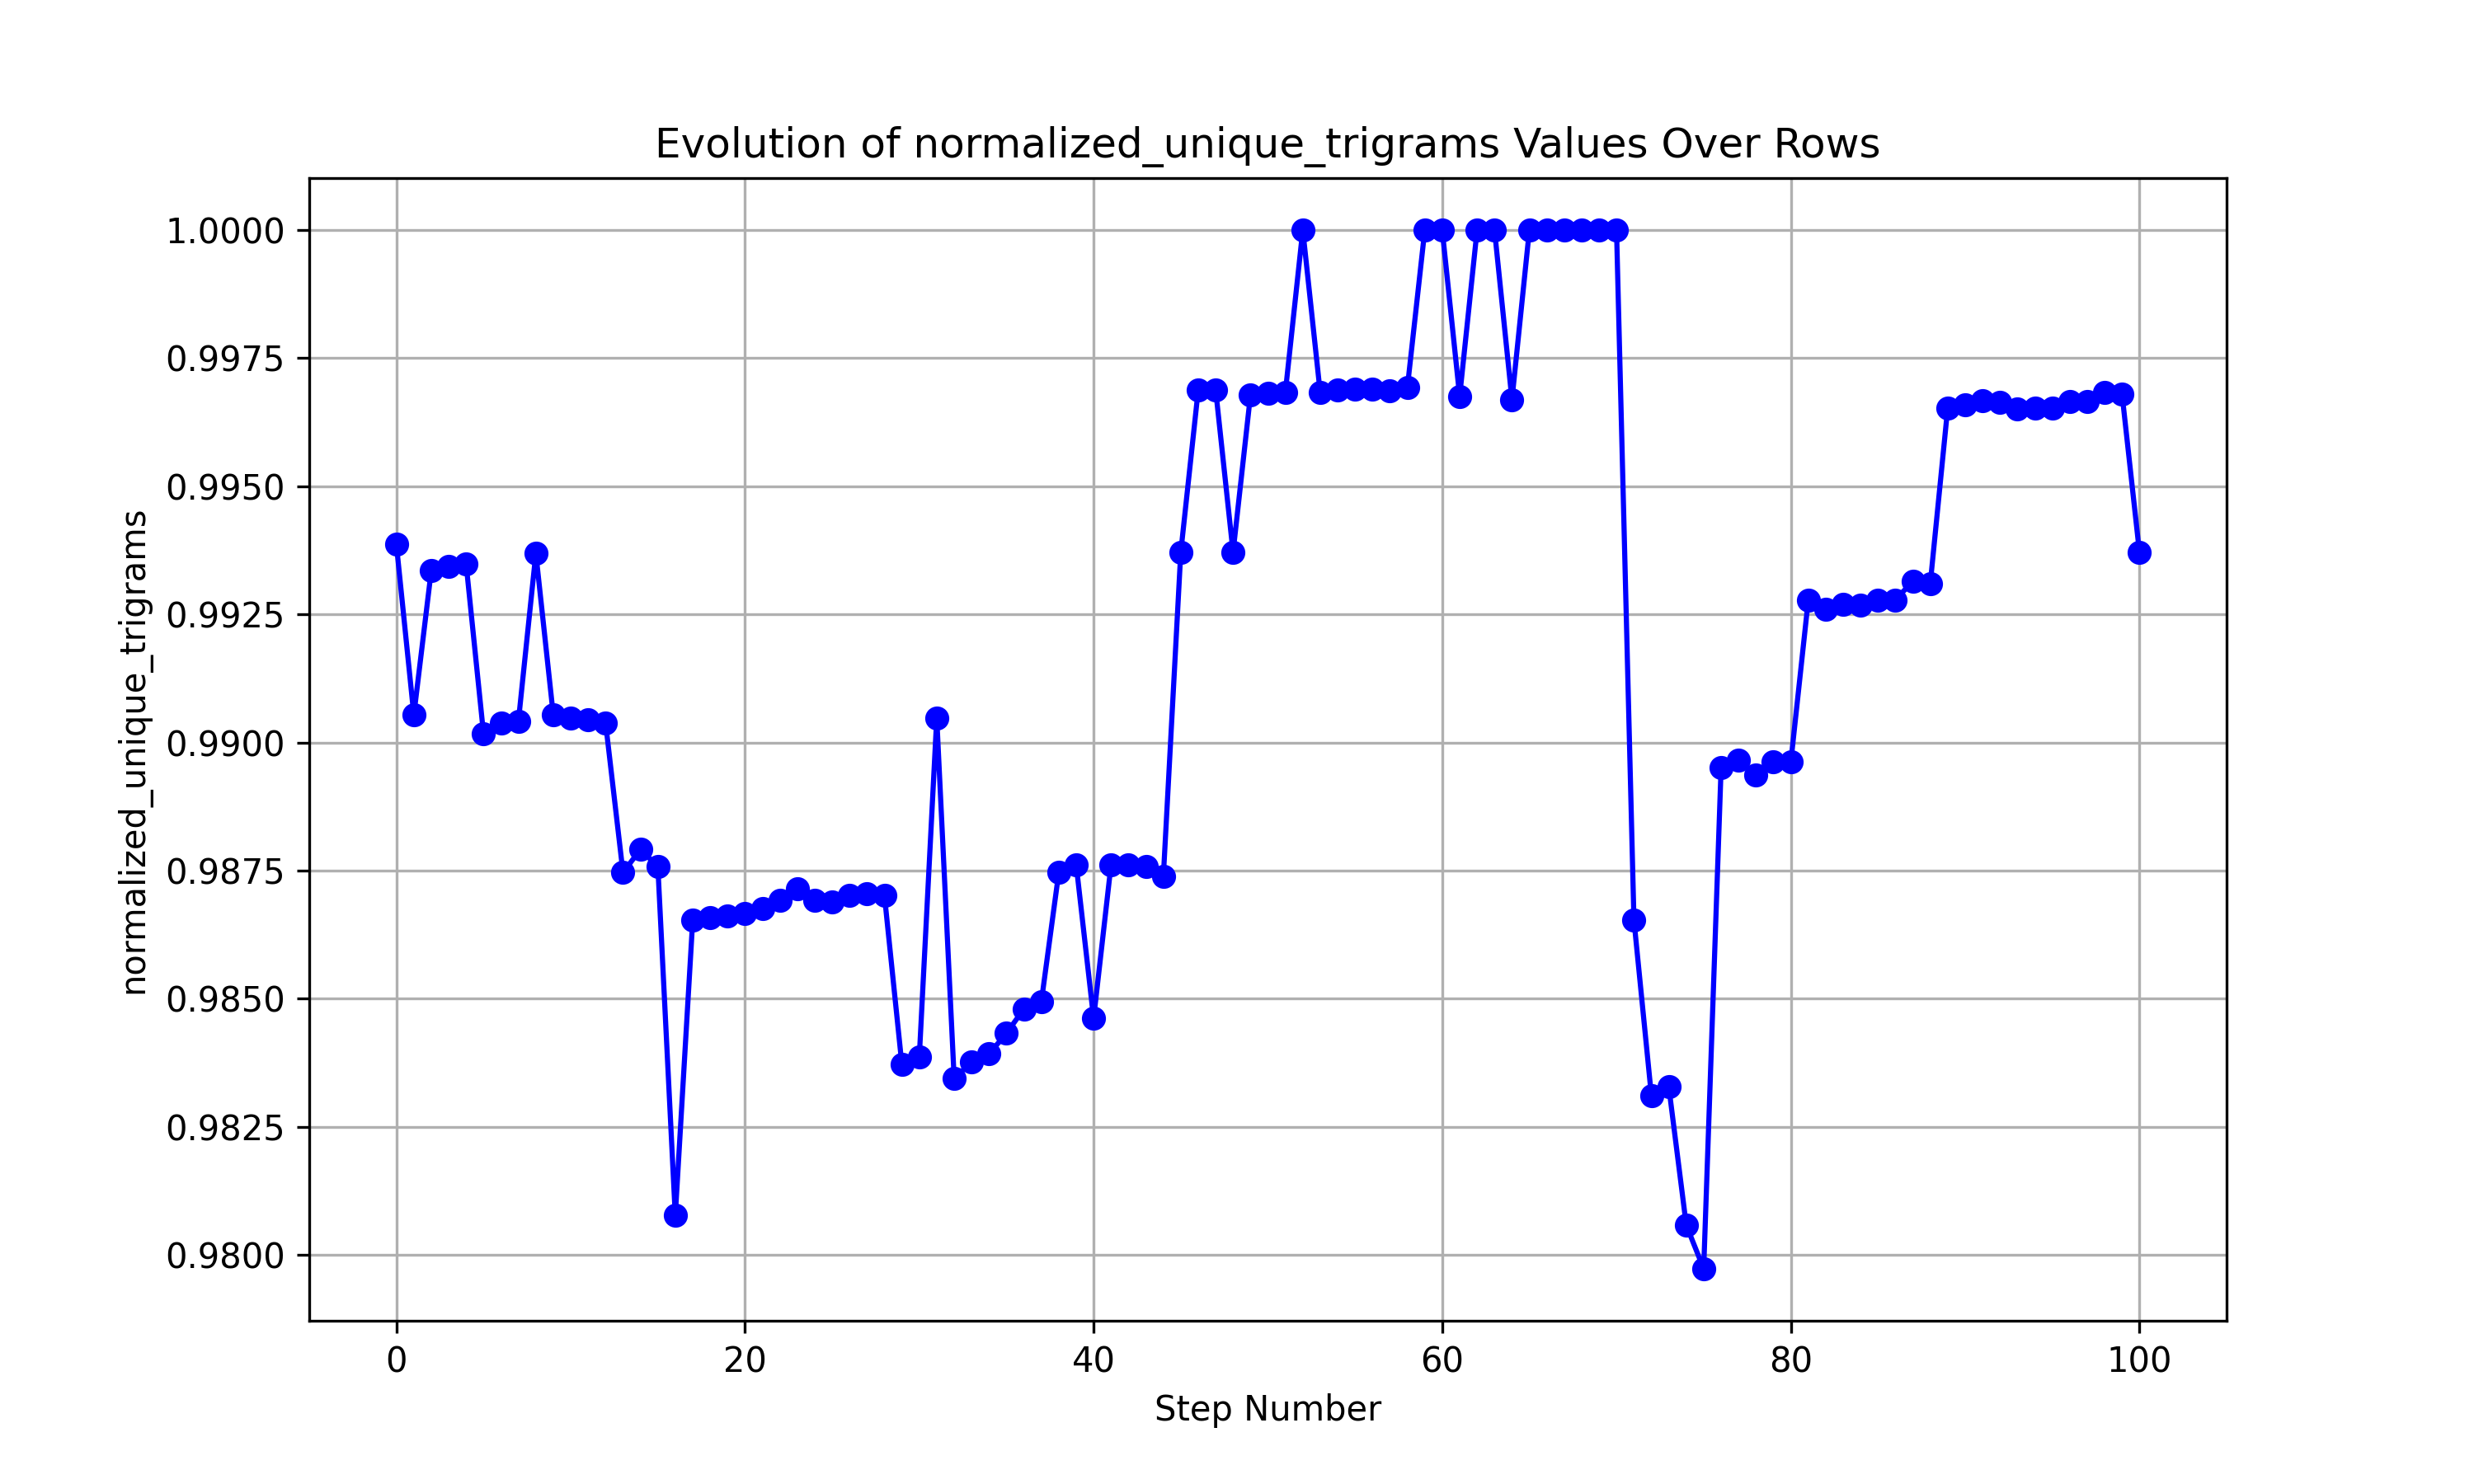 Evolution of normalized_unique_trigrams Values Over Rows
1.0000
0.9975
0.9950
0.9925
0.9900
0.9875
0.9850
0.9825
0.9800
normalized_unique_trigrams
0 20 40 60 80 100
Step Number